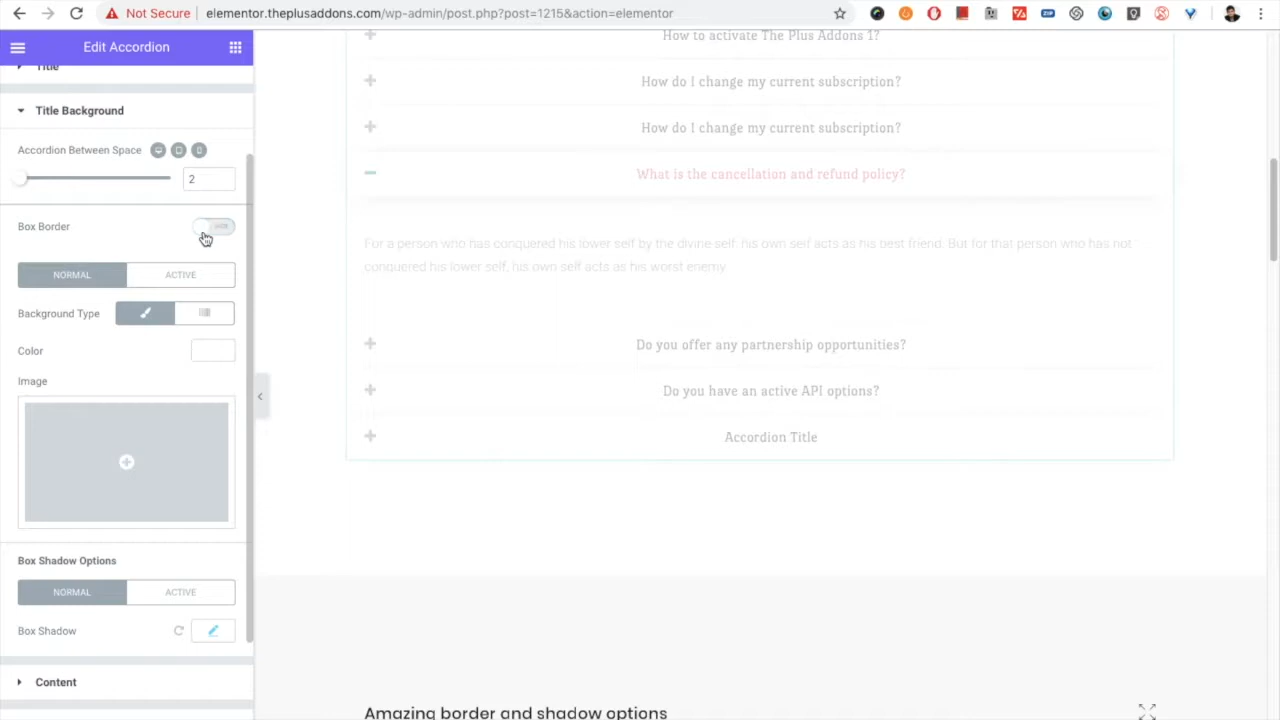 Not Secure
elementor.theplusaddons.com/wp-admin/post.php?post=1215&action=elementor
Edit Accordion
Title
Title Background
Accordion Between Space
2
Box Border
HIDE
NORMAL
ACTIVE
Background Type
Color
Image
Box Shadow Options
NORMAL
ACTIVE
Box Shadow
Content
How to activate The Plus Addons 1?
How do I change my current subscription?
How do I change my current subscription?
What is the cancellation and refund policy?
For a person who has conquered his lower self by the divine self, his own self acts as his best friend. But for that person who has not
conquered his lower self, his own self acts as his worst enemy
Do you offer any partnership opportunities?
Do you have an active API options?
Accordion Title
Amazing border and shadow options